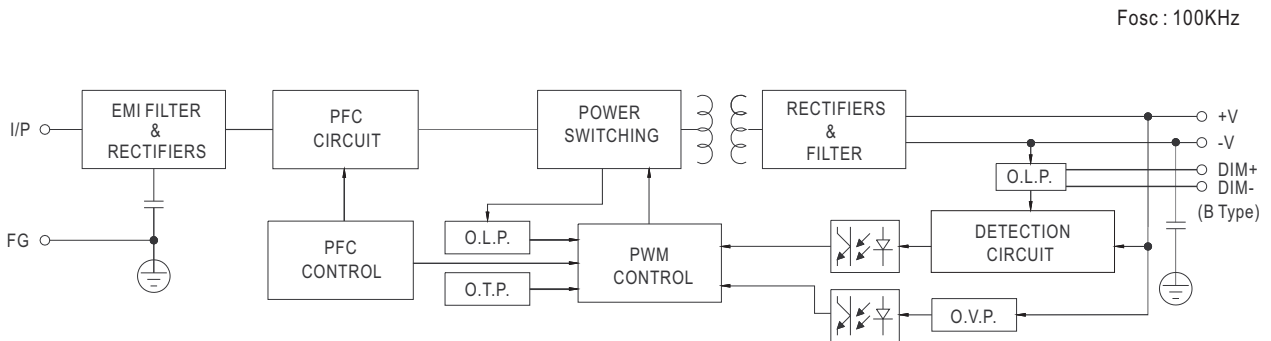 Fosc : 100KHz
I/P
EMI FILTER
&
RECTIFIERS
PFC
CIRCUIT
POWER
SWITCHING
RECTIFIERS
&
FILTER
+V
-V
DIM+
DIM-
(B Type)
O.L.P.
FG
PFC
CONTROL
O.L.P.
O.T.P.
PWM
CONTROL
DETECTION
CIRCUIT
O.V.P.